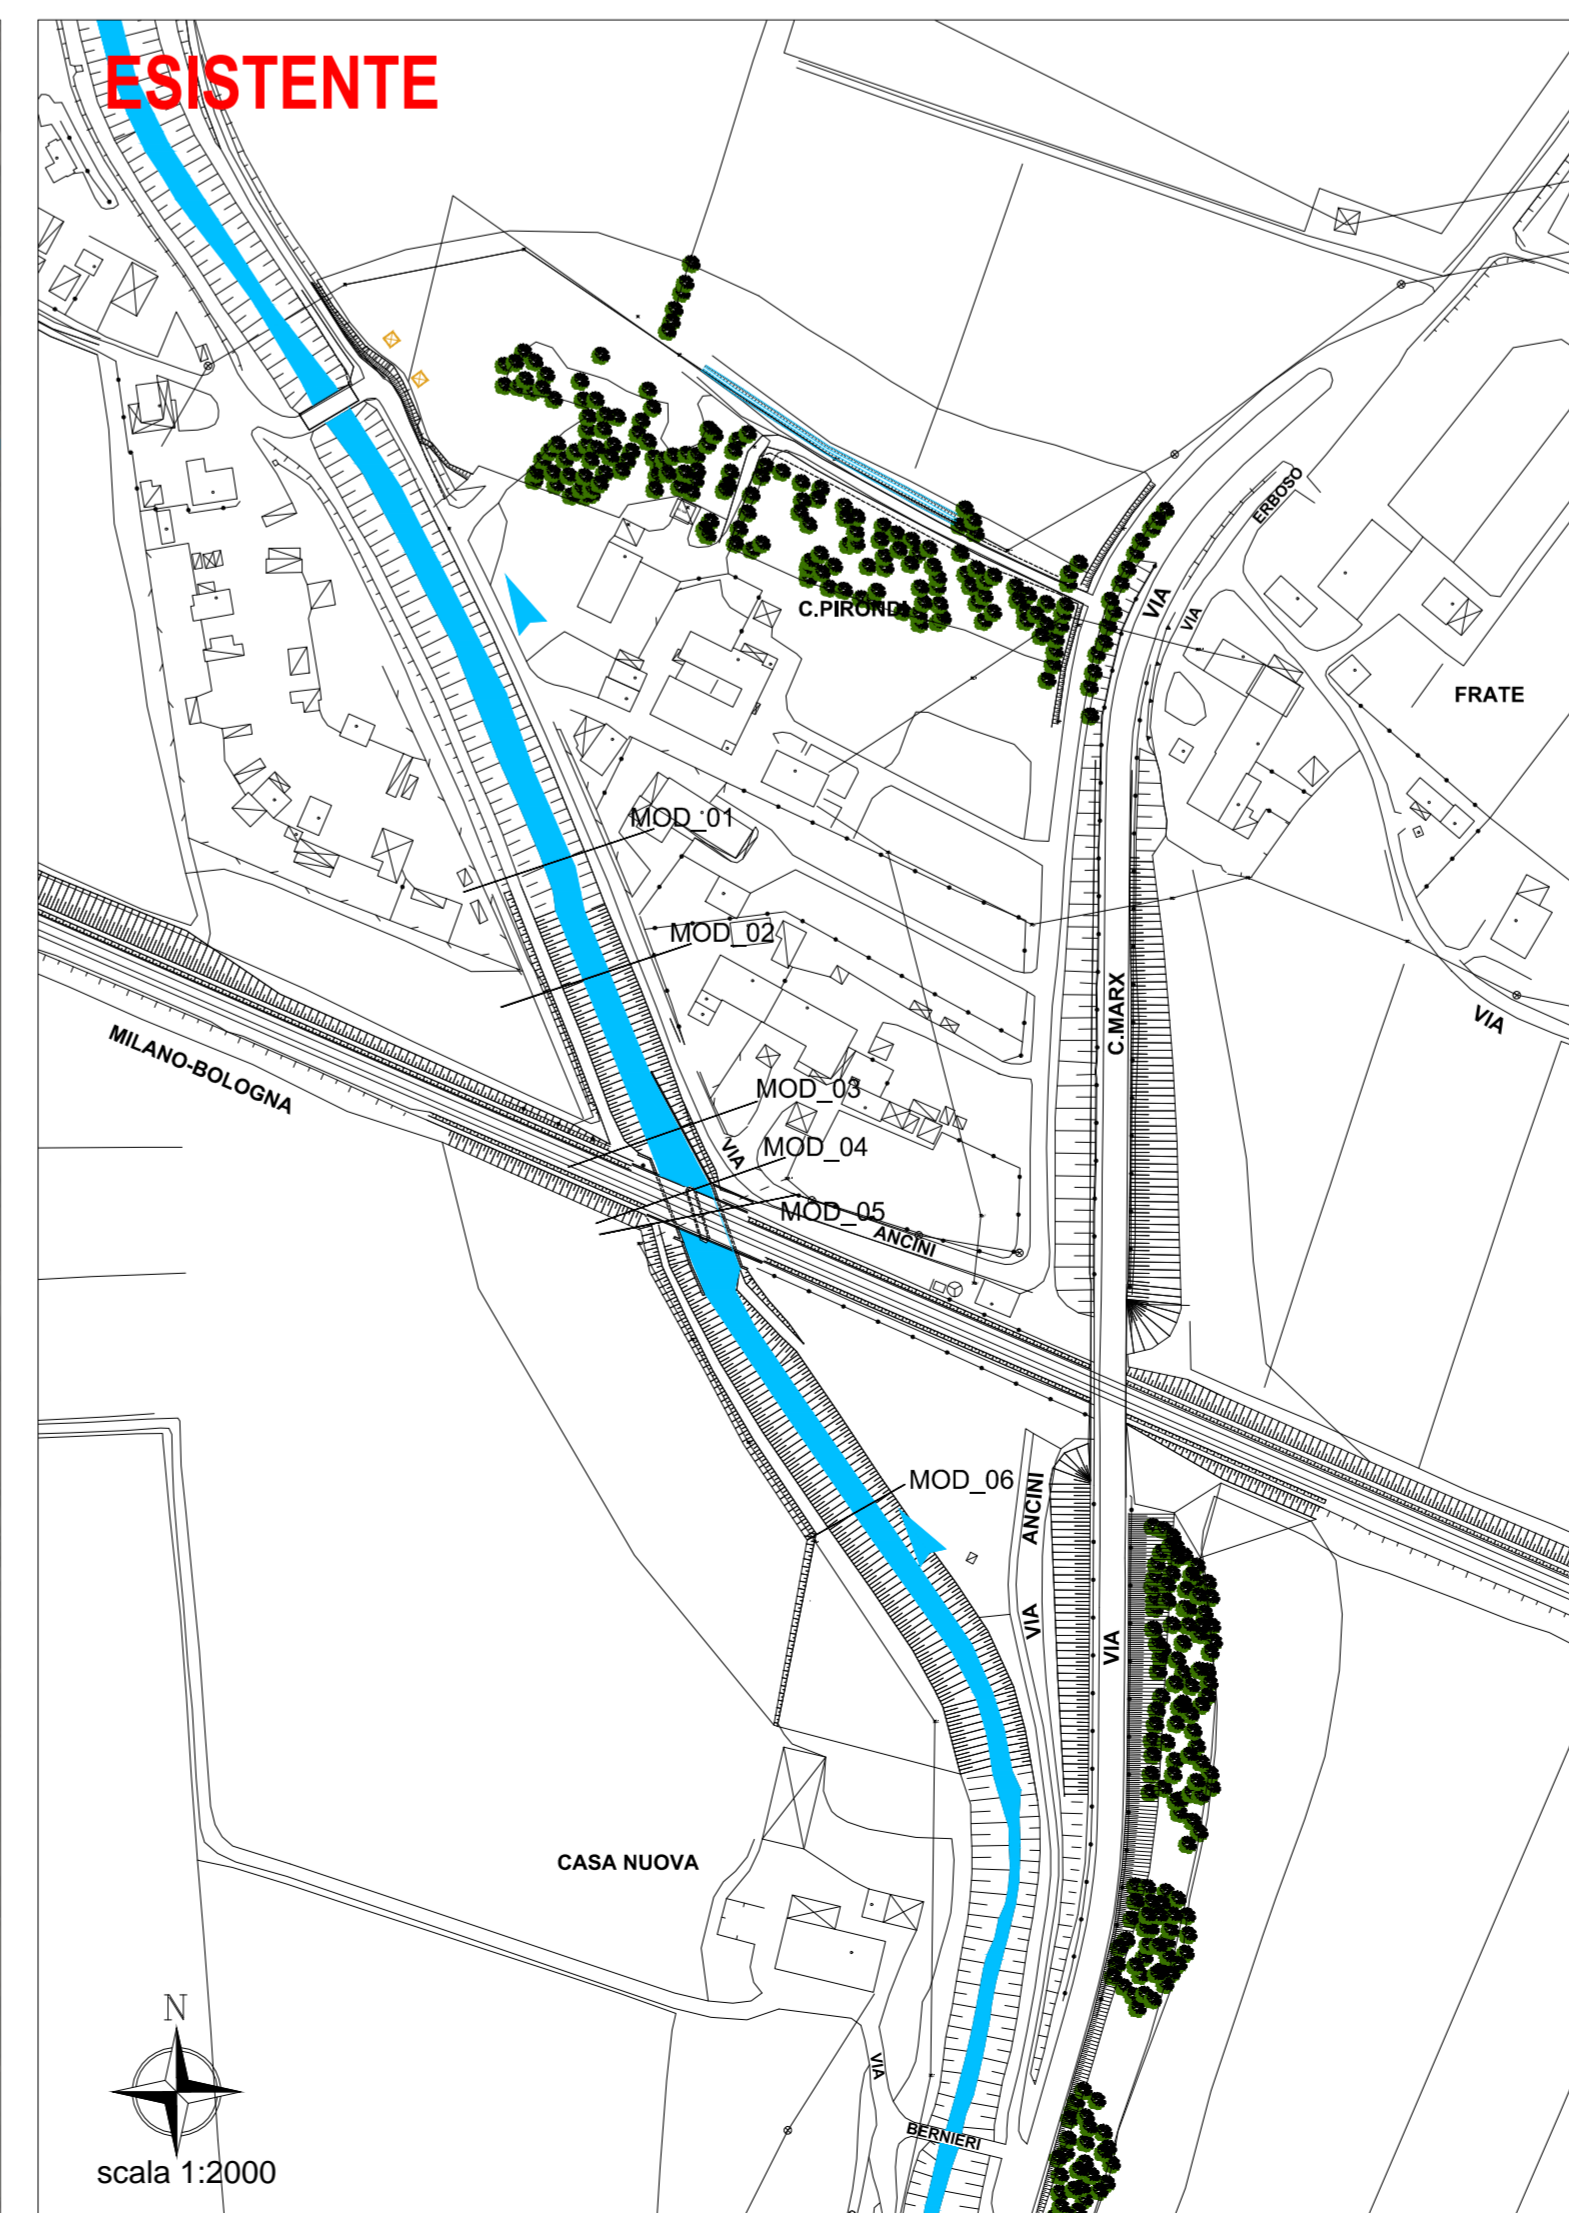 ESISTENTE
ERBOSO
VIA
VIA
C.PIRONDI
FRATE
MOD_01
MOD_02
C.MARX
VIA
MILANO-BOLOGNA
MOD_03
VIA
MOD_04
MOD_05
ANCINI
MOD_06
ANCINI
VIA
VIA
CASA NUOVA
N
VIA
BERNIERI
scala 1:2000